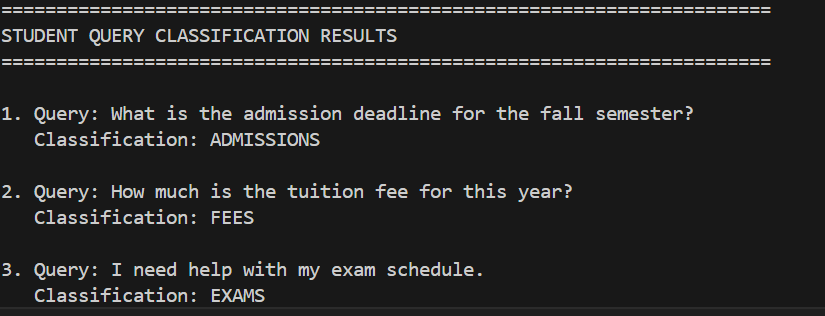 ======================================================================
STUDENT QUERY CLASSIFICATION RESULTS
======================================================================
1. Query: What is the admission deadline for the fall semester?
Classification: ADMISSIONS
2. Query: How much is the tuition fee for this year?
Classification: FEES
3. Query: I need help with my exam schedule.
Classification: EXAMS